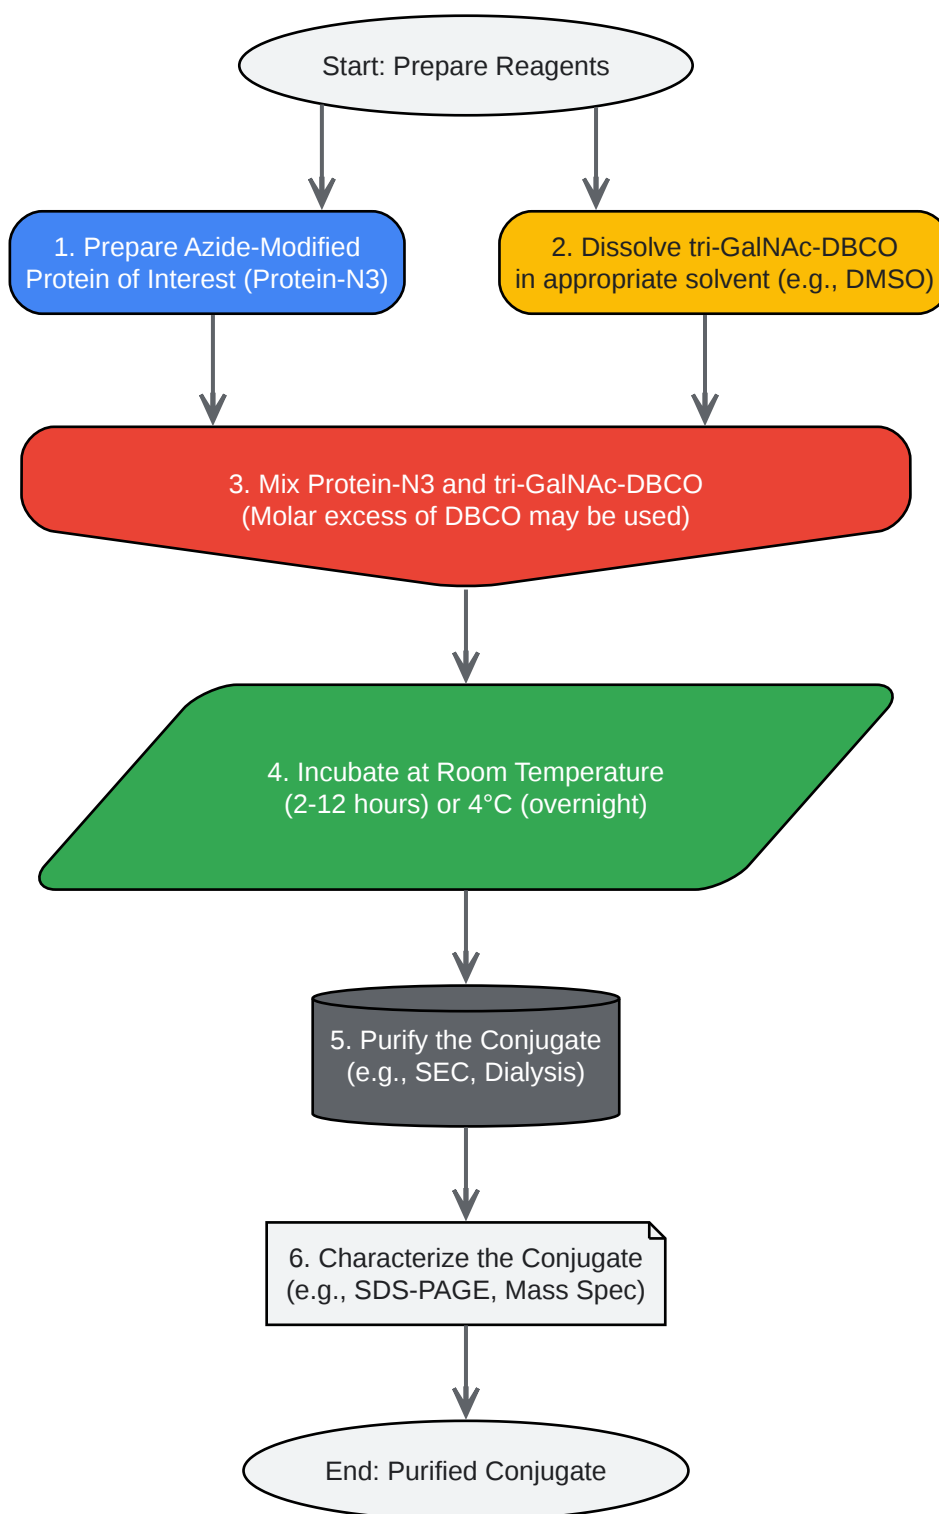 Start: Prepare Reagents
1. Prepare Azide-Modified
Protein of Interest (Protein-N3)
2. Dissolve tri-GalNAc-DBCO
in appropriate solvent (e.g., DMSO)
3. Mix Protein-N3 and tri-GalNAc-DBCO
(Molar excess of DBCO may be used)
4. Incubate at Room Temperature
(2-12 hours) or 4°C (overnight)
5. Purify the Conjugate
(e.g., SEC, Dialysis)
6. Characterize the Conjugate
(e.g., SDS-PAGE, Mass Spec)
End: Purified Conjugate